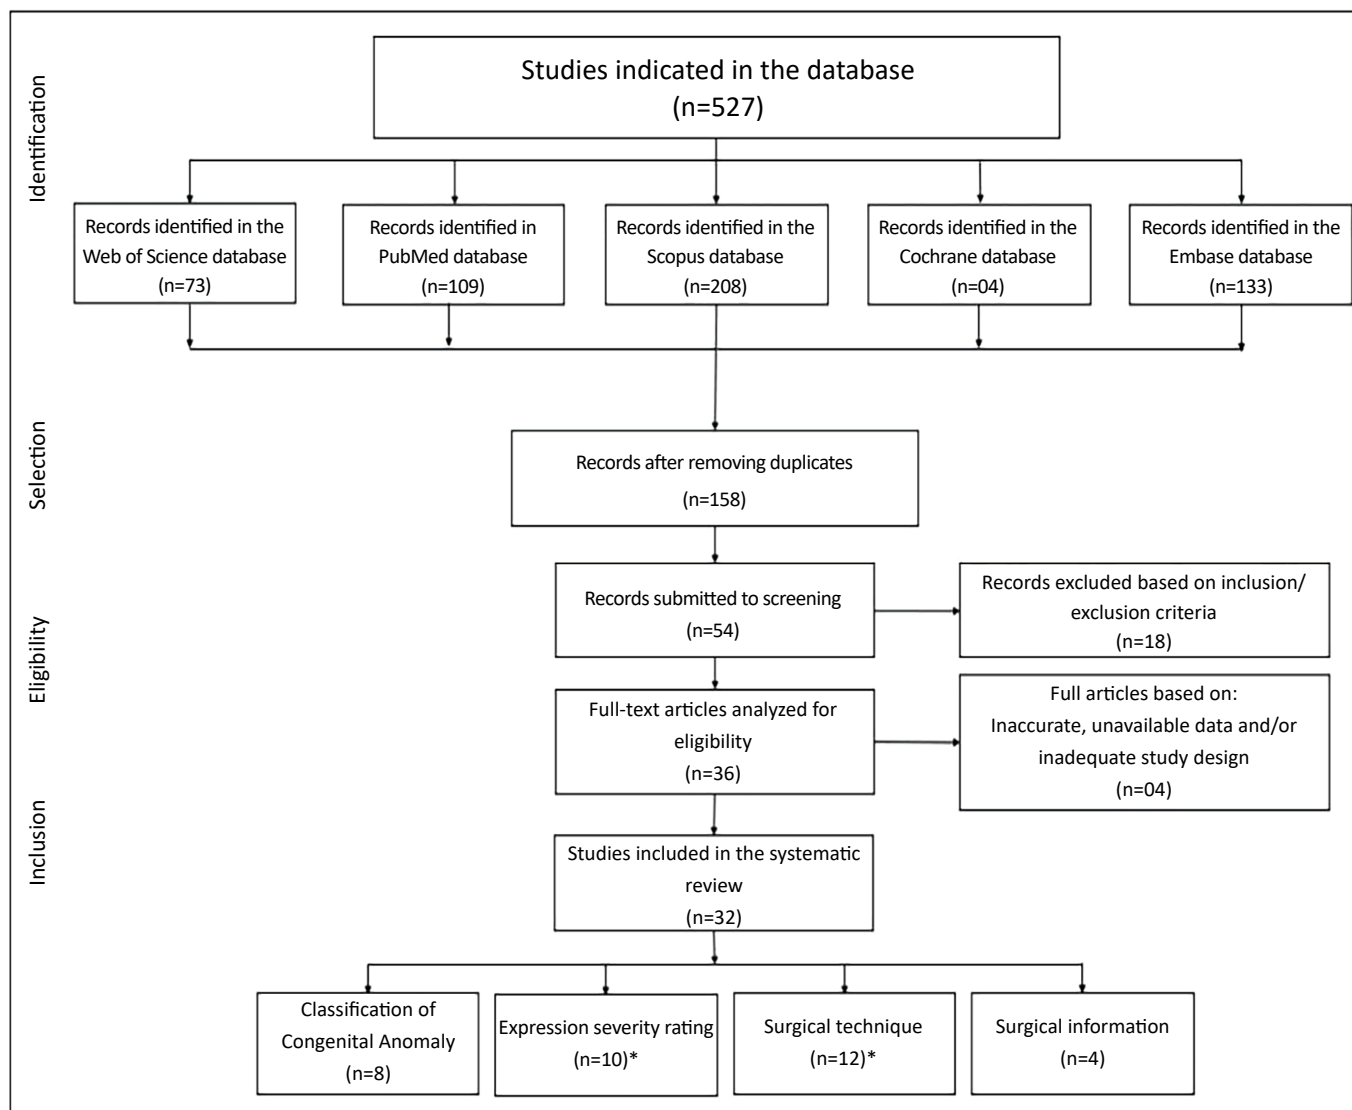 Identification
Studies indicated in the database
(n=527)
Records identified in the
Web of Science database
(n=73)
Records identified in
PubMed database
(n=109)
Records identified in the
Scopus database
(n=208)
Records identified in the
Cochrane database
(n=04)
Records identified in the
Embase database
(n=133)
Selection
Records after removing duplicates
(n=158)
Eligibility
Records submitted to screening
(n=54)
Records excluded based on inclusion/
exclusion criteria
(n=18)
Full-text articles analyzed for
eligibility
(n=36)
Full articles based on:
Inaccurate, unavailable data and/or
inadequate study design
(n=04)
Inclusion
Studies included in the systematic
review
(n=32)
Classification of
Congenital Anomaly
(n=8)
Expression severity rating
(n=10)*
Surgical technique
(n=12)*
Surgical information
(n=4)